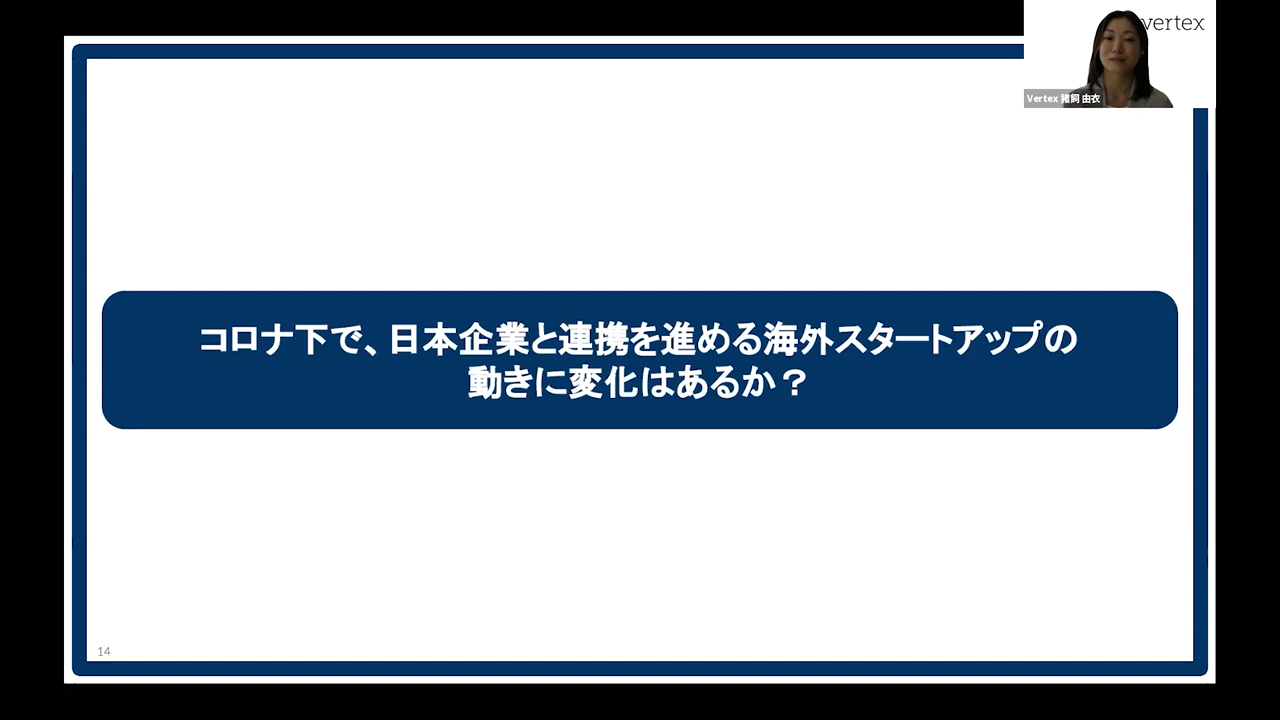 vertex
Vertex 猪飼 由衣
コロナ下で、日本企業と連携を進める海外スタートアップの
動きに変化はあるか？
14